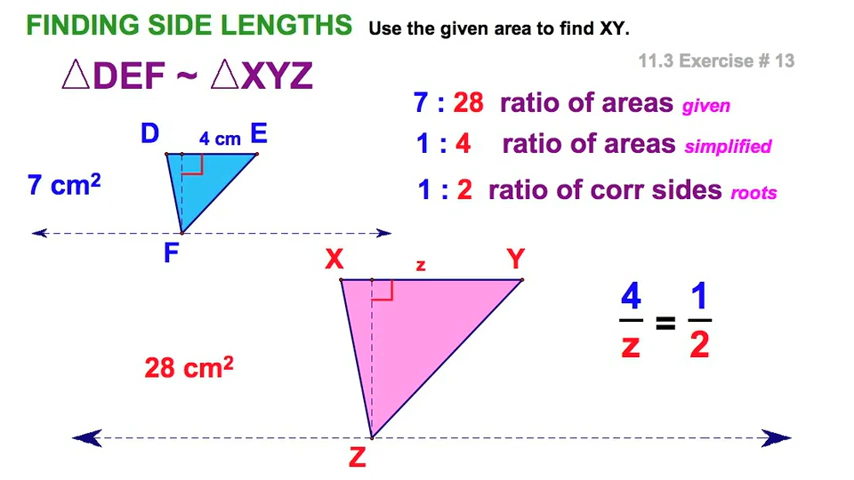 FINDING SIDE LENGTHS Use the given area to find XY.
11.3 Exercise # 13
△DEF ~ △XYZ
7 : 28 ratio of areas given
1 : 4 ratio of areas simplified
1 : 2 ratio of corr sides roots
D 4 cm E
7 cm²
F
X z Y
4/z = 1/2
28 cm²
Z